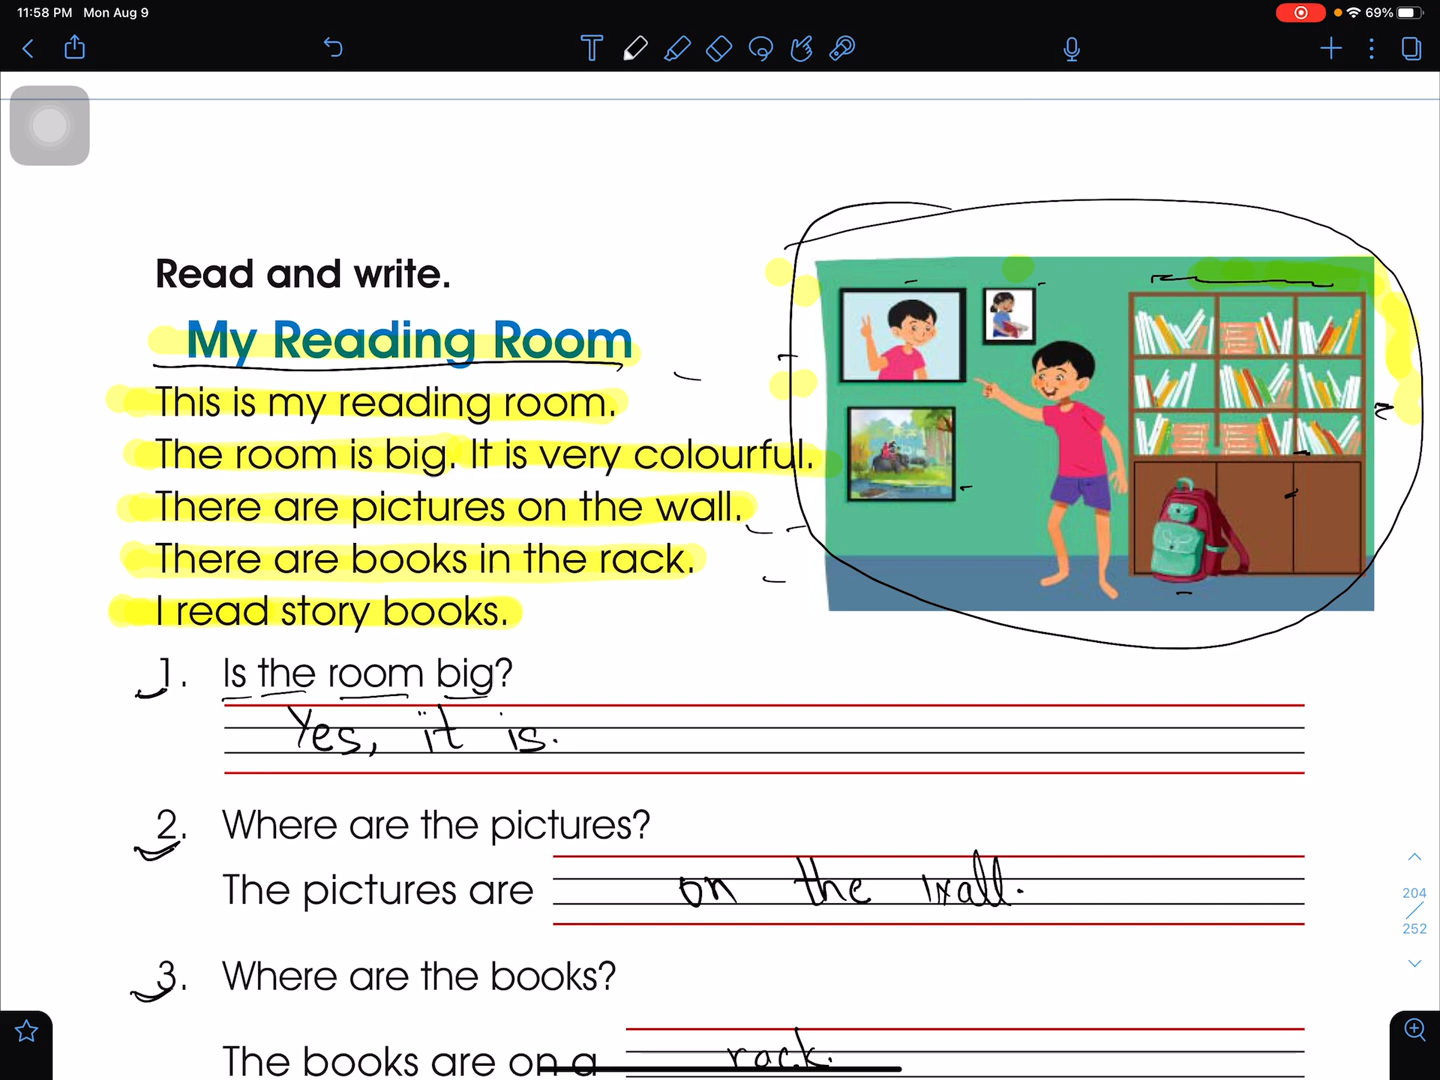 11:58 PM Mon Aug 9
69%
Read and write.
My Reading Room
This is my reading room.
The room is big. It is very colourful.
There are pictures on the wall.
There are books in the rack.
I read story books.
1. Is the room big?
Yes, it is.
2. Where are the pictures?
The pictures are on the wall.
3. Where are the books?
The books are on a rack.
204
252